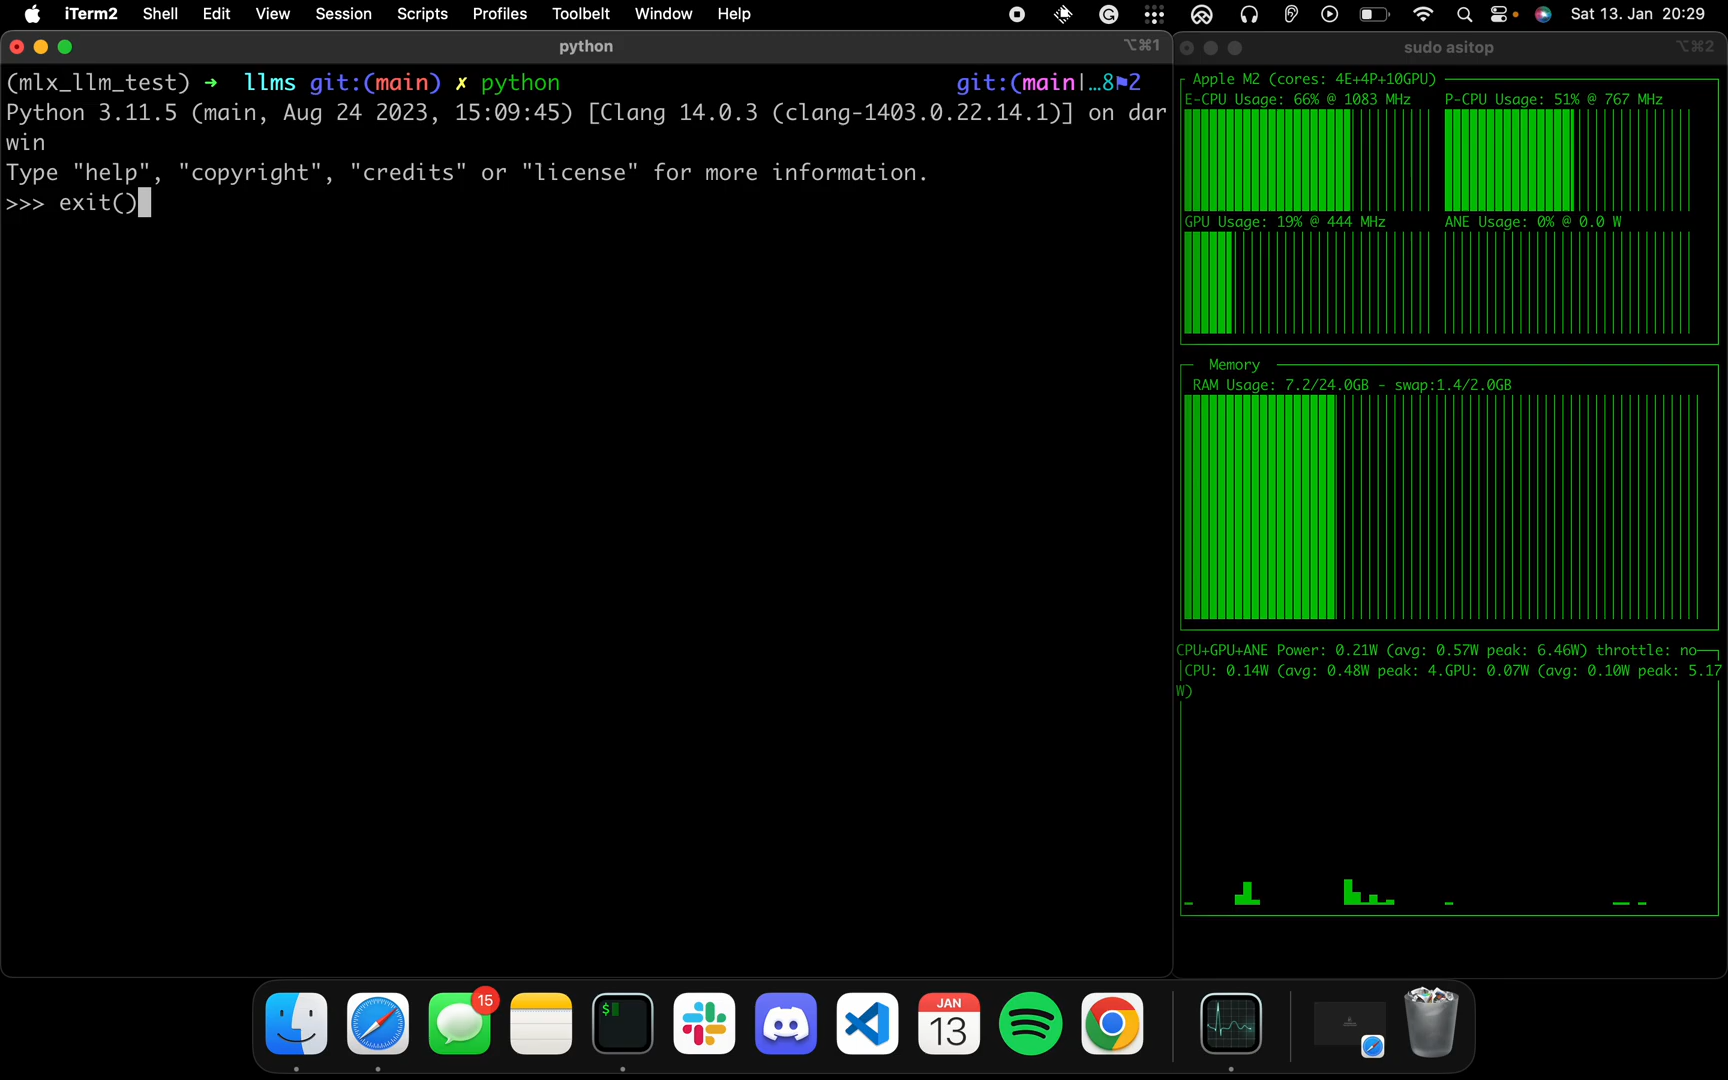 iTerm2 Shell Edit View Session Scripts Profiles Toolbelt Window Help Sat 13. Jan 20:29
python ⌥⌘1
(mlx_llm_test) → llms git:(main) ✗ python git:(main|…8⚑2
Python 3.11.5 (main, Aug 24 2023, 15:09:45) [Clang 14.0.3 (clang-1403.0.22.14.1)] on dar
win
Type "help", "copyright", "credits" or "license" for more information.
>>> exit()
sudo asitop ⌥⌘2
Apple M2 (cores: 4E+4P+10GPU)
E-CPU Usage: 66% @ 1083 MHz P-CPU Usage: 51% @ 767 MHz
GPU Usage: 19% @ 444 MHz ANE Usage: 0% @ 0.0 W
Memory
RAM Usage: 7.2/24.0GB - swap:1.4/2.0GB
CPU+GPU+ANE Power: 0.21W (avg: 0.57W peak: 6.46W) throttle: no
CPU: 0.14W (avg: 0.48W peak: 4.GPU: 0.07W (avg: 0.10W peak: 5.17
W)
15
$
JAN
13